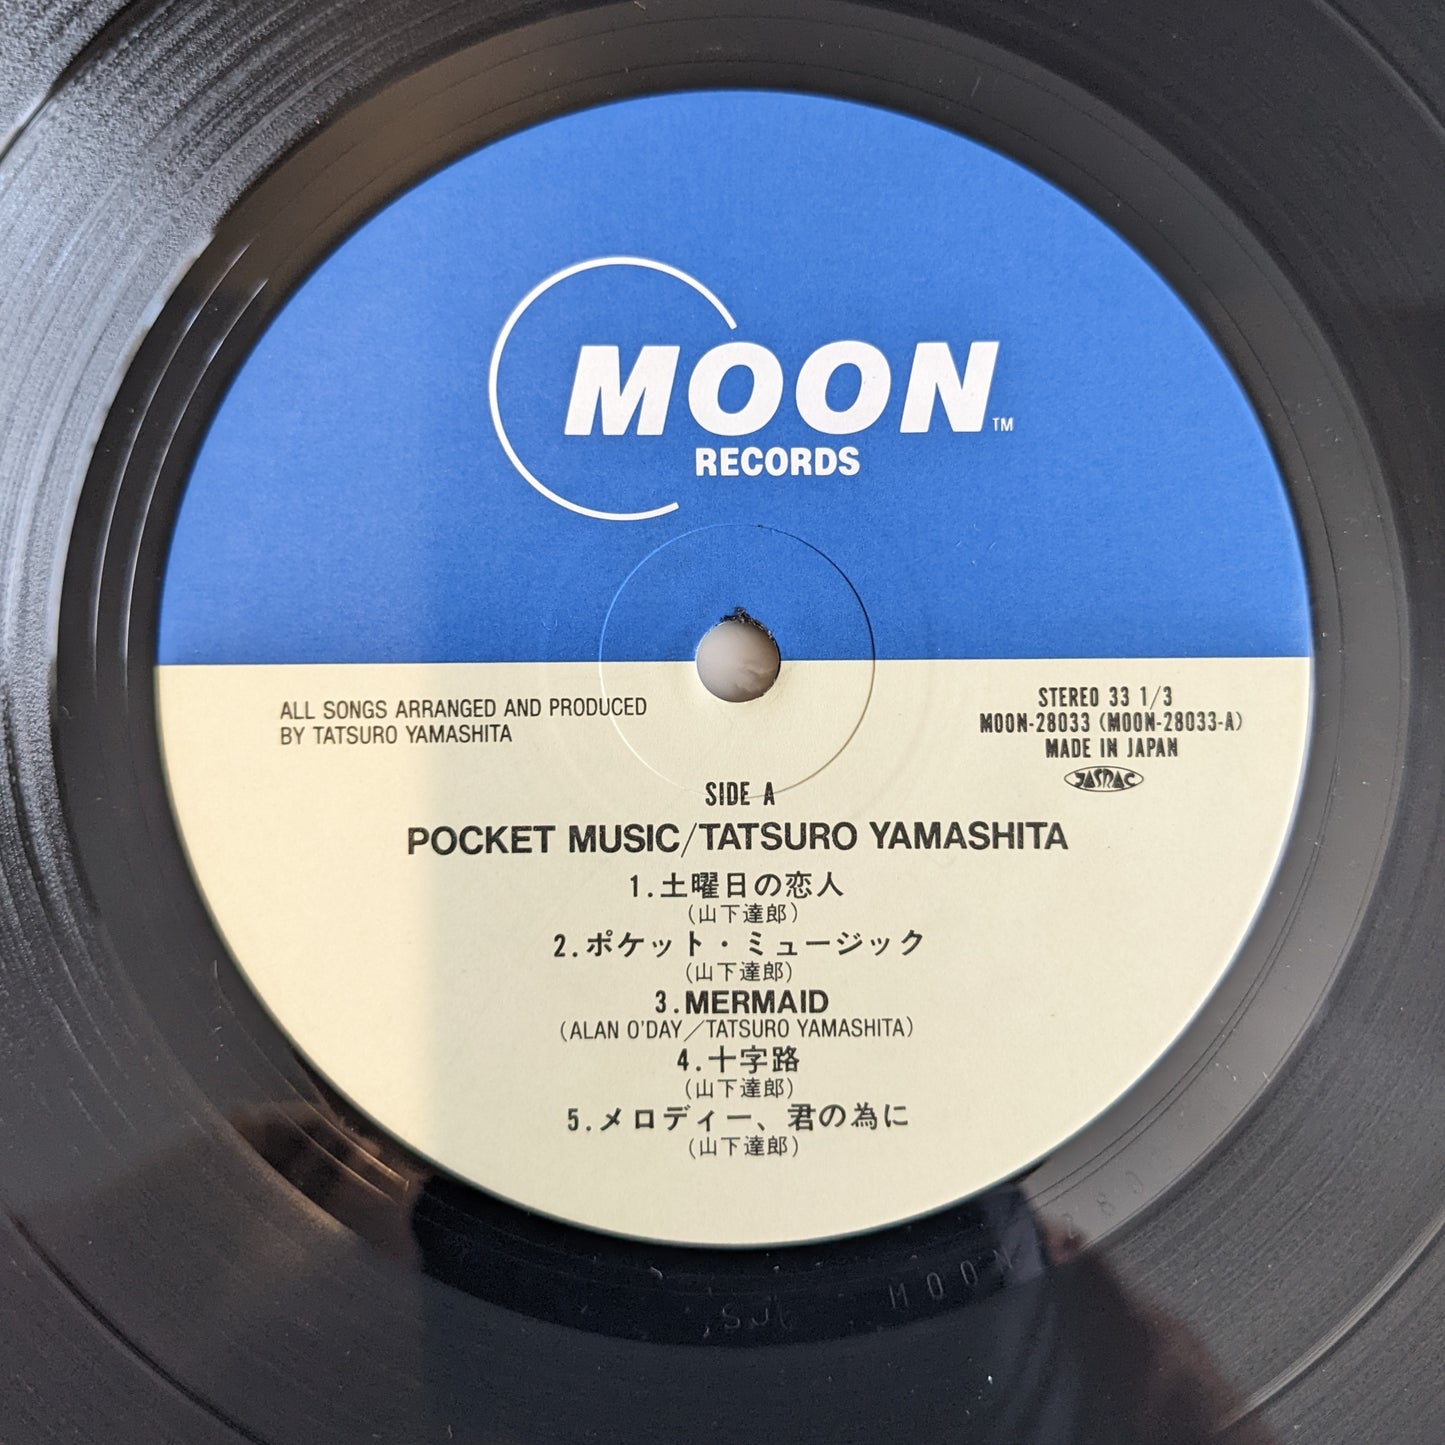 MOON TM
RECORDS
ALL SONGS ARRANGED AND PRODUCED
BY TATSURO YAMASHITA
STEREO 33 1/3
MOON-28033 (MOON-28033-A)
MADE IN JAPAN
JASRAC
SIDE A
POCKET MUSIC/TATSURO YAMASHITA
1.土曜日の恋人
(山下達郎)
2.ポケット・ミュージック
(山下達郎)
3.MERMAID
(ALAN O'DAY/TATSURO YAMASHITA)
4.十字路
(山下達郎)
5.メロディー、君の為に
(山下達郎)
MOON